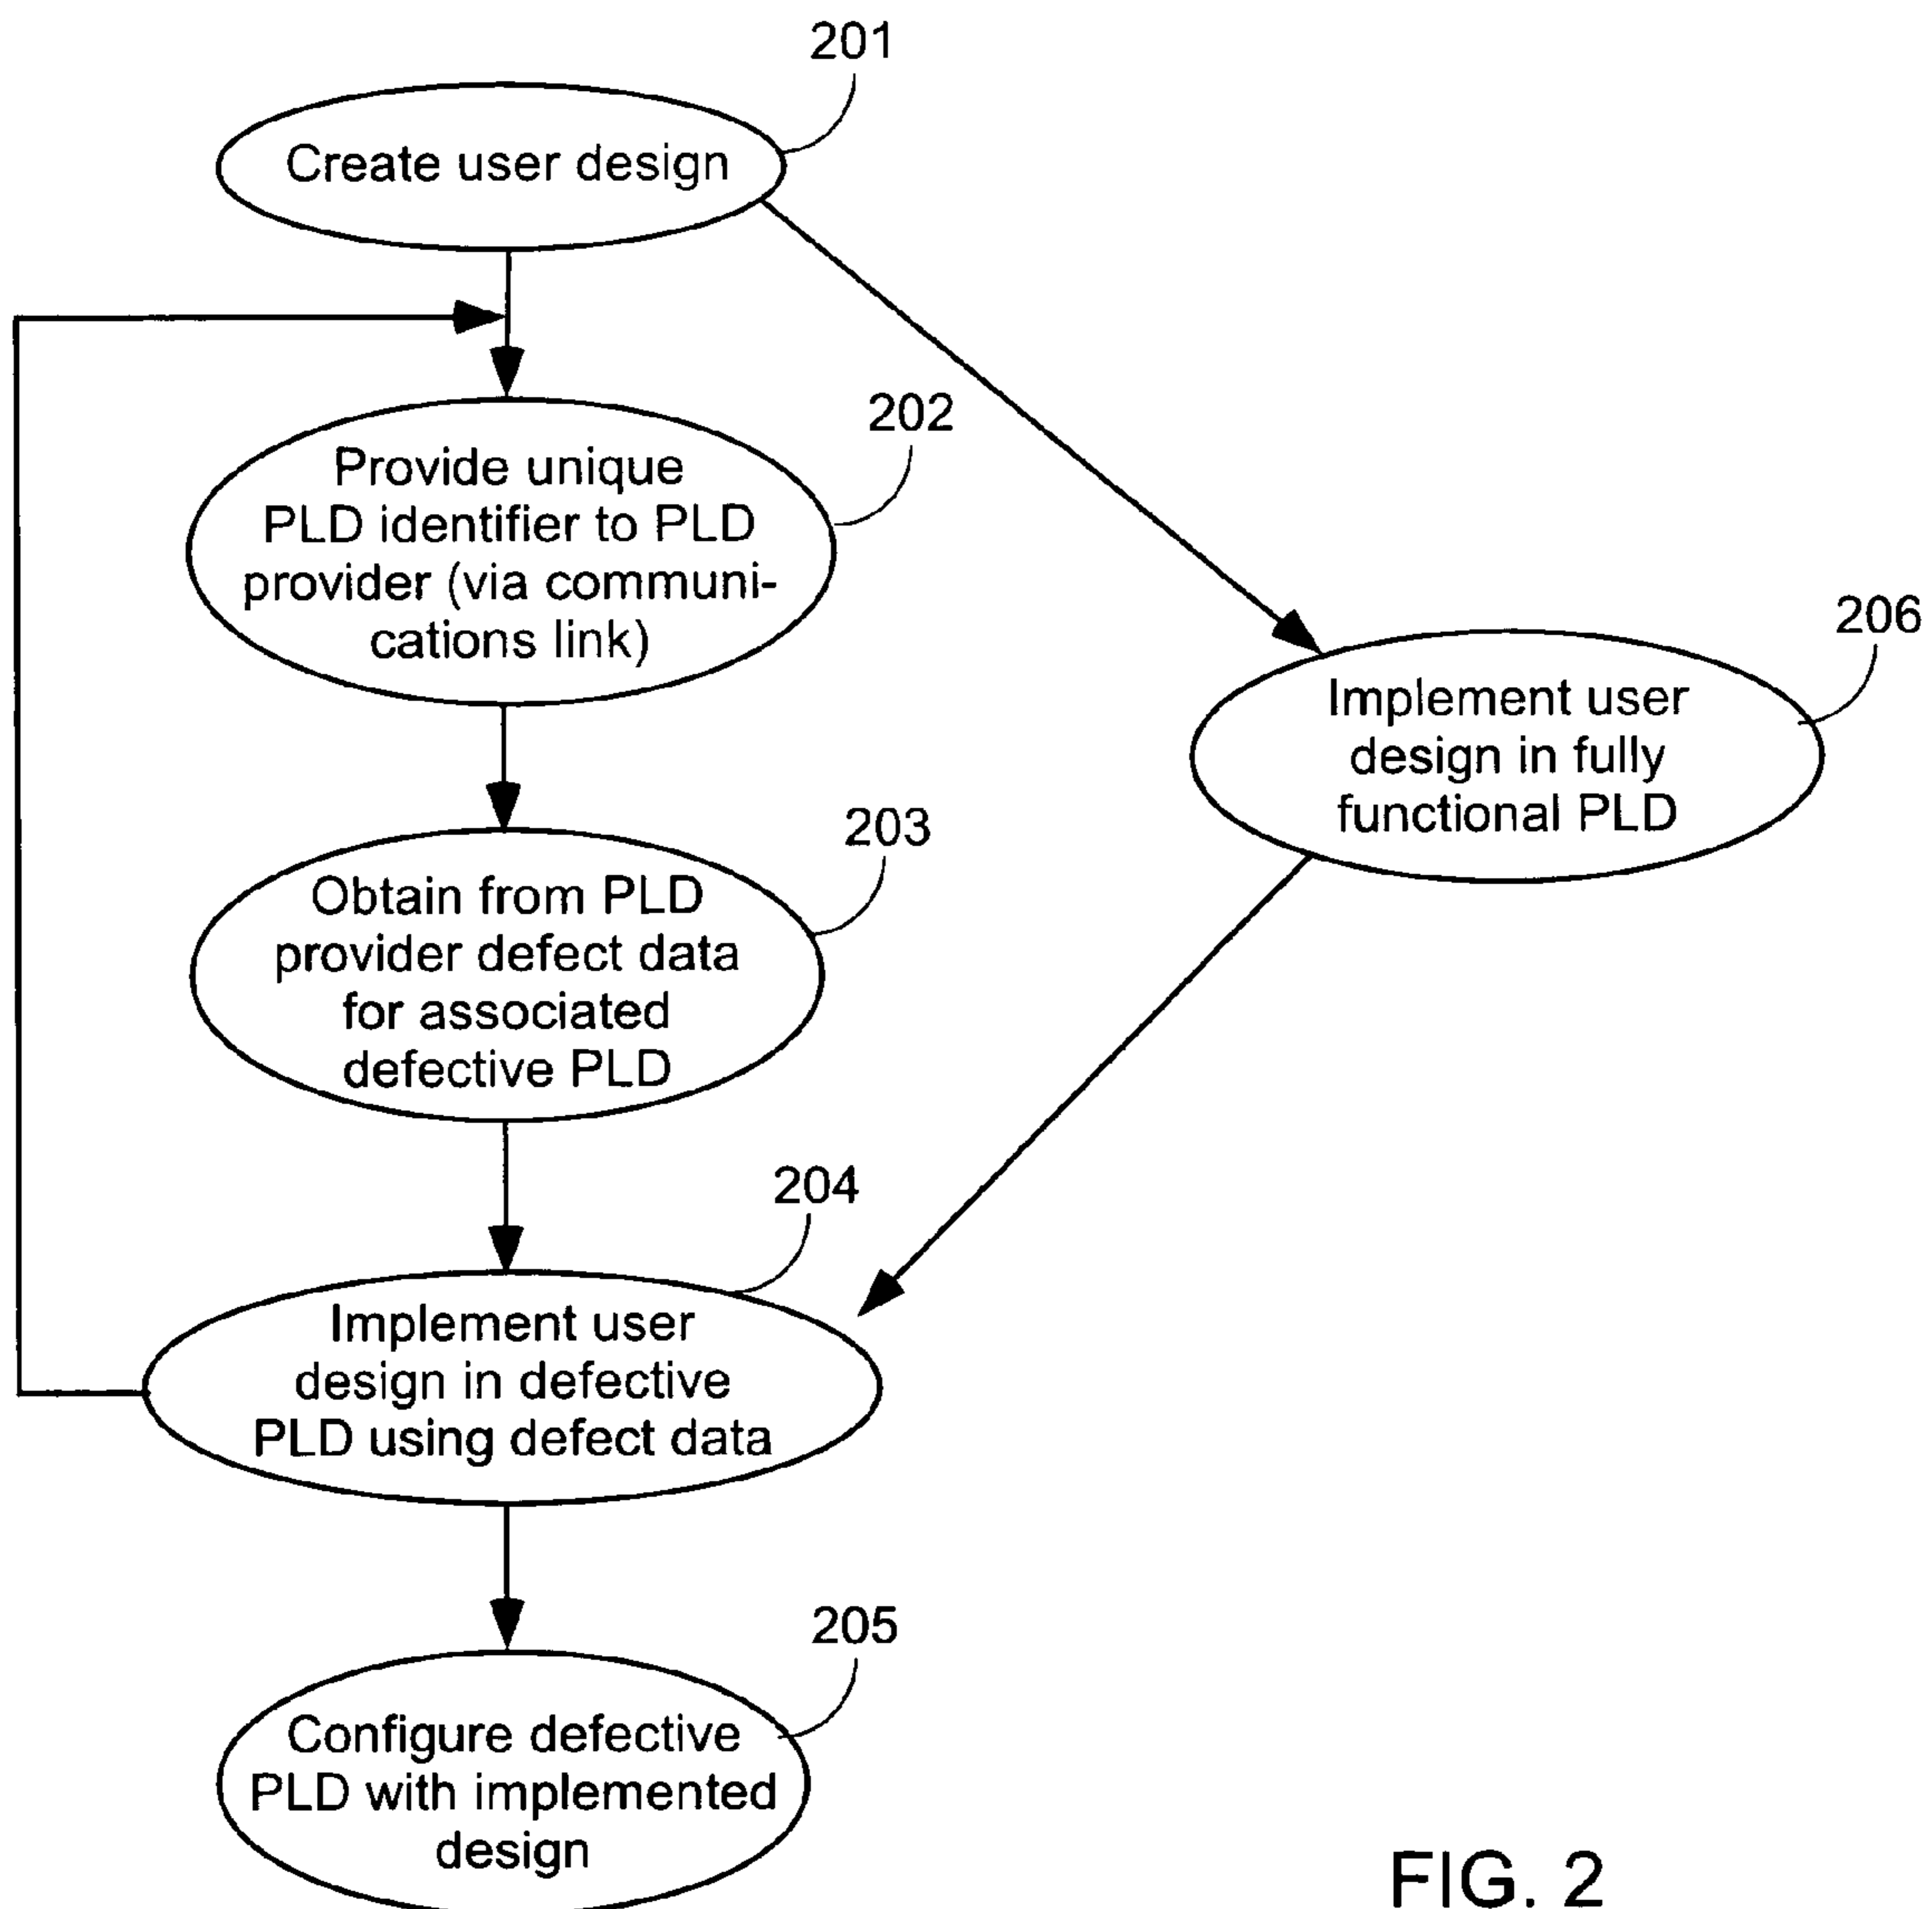 201
Create user design
202
Provide unique
PLD identifier to PLD
provider (via communi-
cations link)
206
Implement user
design in fully
functional PLD
203
Obtain from PLD
provider defect data
for associated
defective PLD
204
Implement user
design in defective
PLD using defect data
205
Configure defective
PLD with implemented
design
FIG. 2